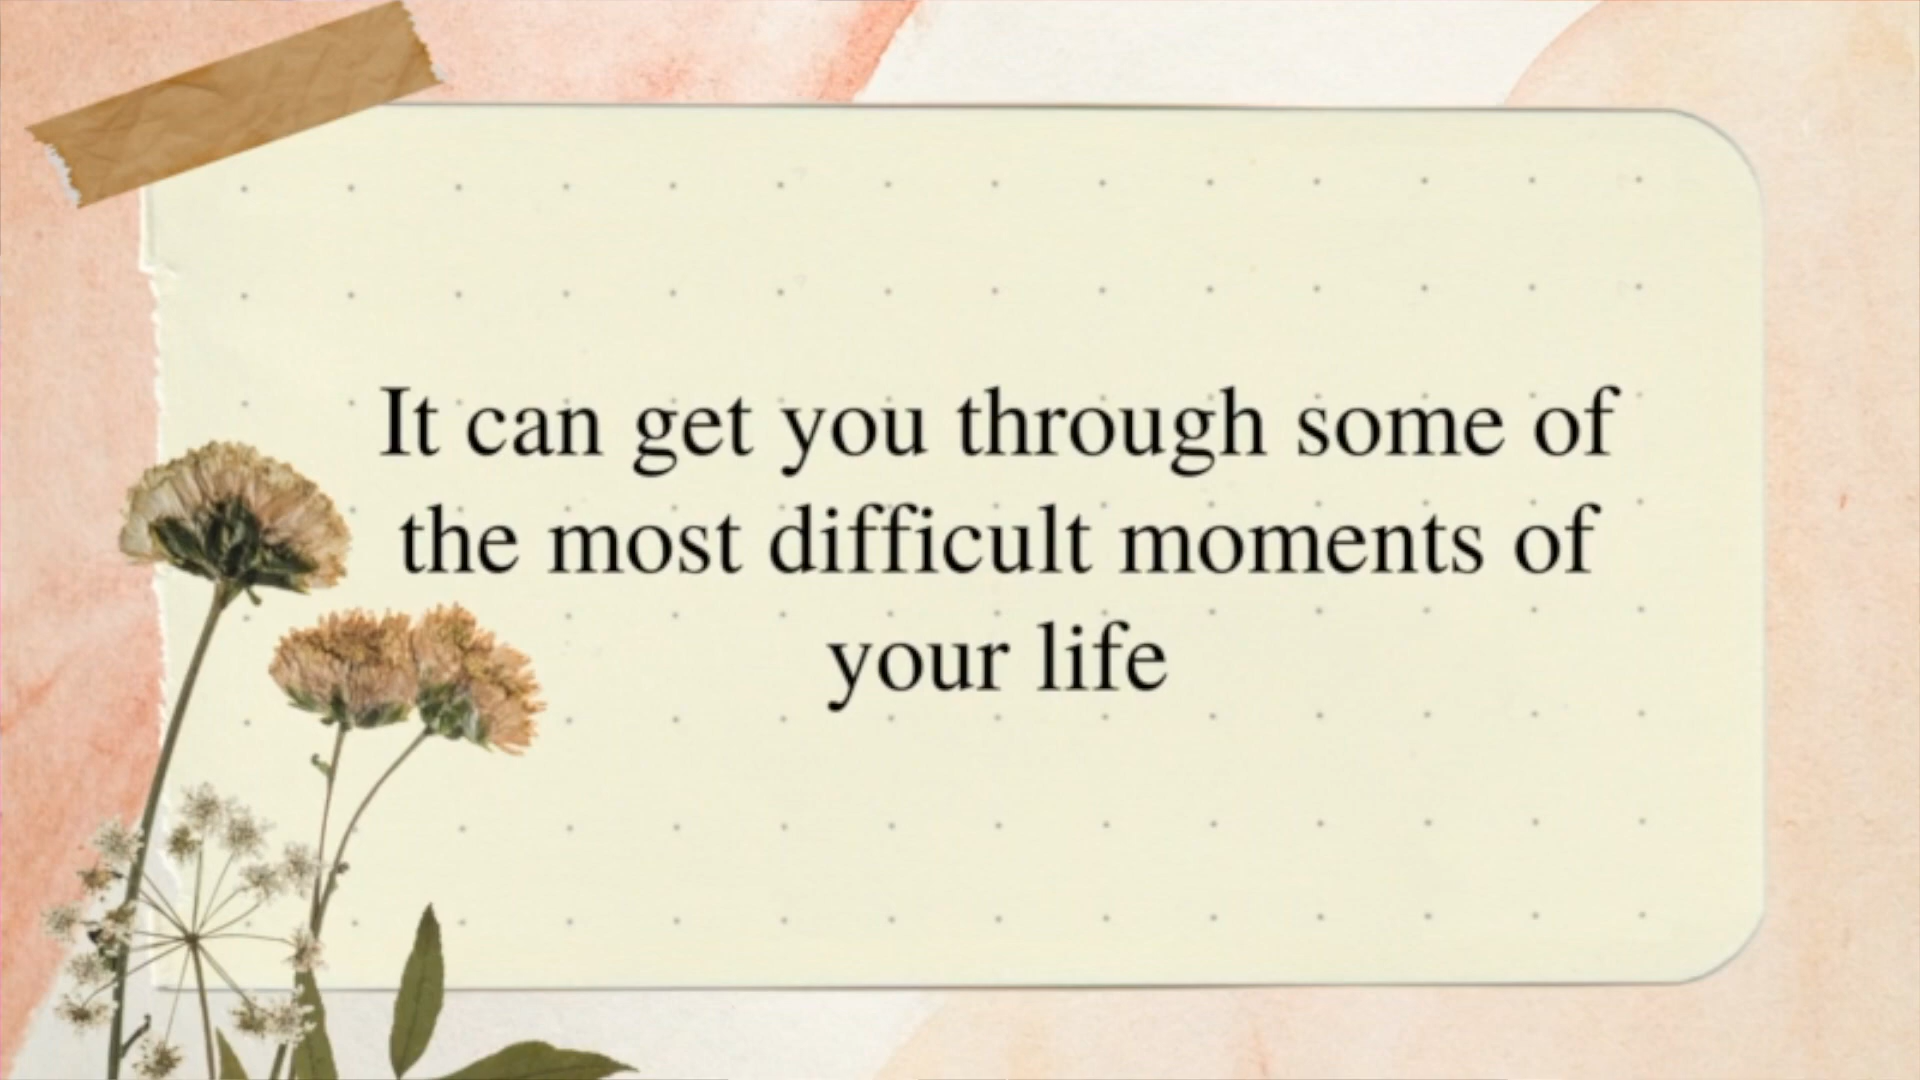 It can get you through some of
the most difficult moments of
your life